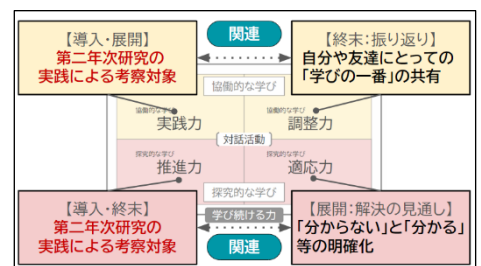 【導入・展開】
第二年次研究の
実践による考察対象
関連
【終末:振り返り】
自分や友達にとっての
「学びの一番」の共有
協働的な学び
協働的な学び
実践力
協働的な学び
調整力
対話活動
探究的な学び
推進力
探究的な学び
適応力
探究的な学び
学び続ける力
【導入・終末】
第二年次研究の
実践による考察対象
関連
【展開:解決の見通し】
「分からない」と「分かる」
等の明確化